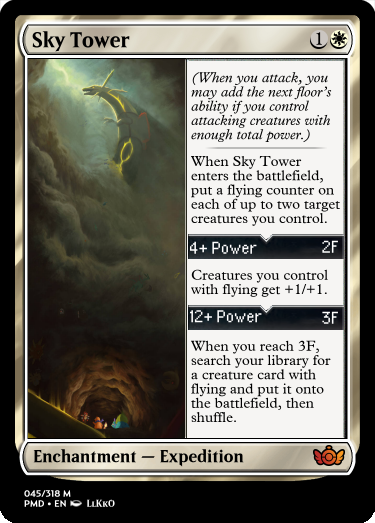 Sky Tower 1
(When you attack, you
may add the next floor's
ability if you control
attacking creatures with
enough total power.)
When Sky Tower
enters the battlefield,
put a flying counter on
each of up to two target
creatures you control.
4+ Power 2F
Creatures you control
with flying get +1/+1.
12+ Power 3F
When you reach 3F,
search your library for
a creature card with
flying and put it onto
the battlefield, then
shuffle.
Enchantment — Expedition
045/318 M
PMD • EN LLKKO